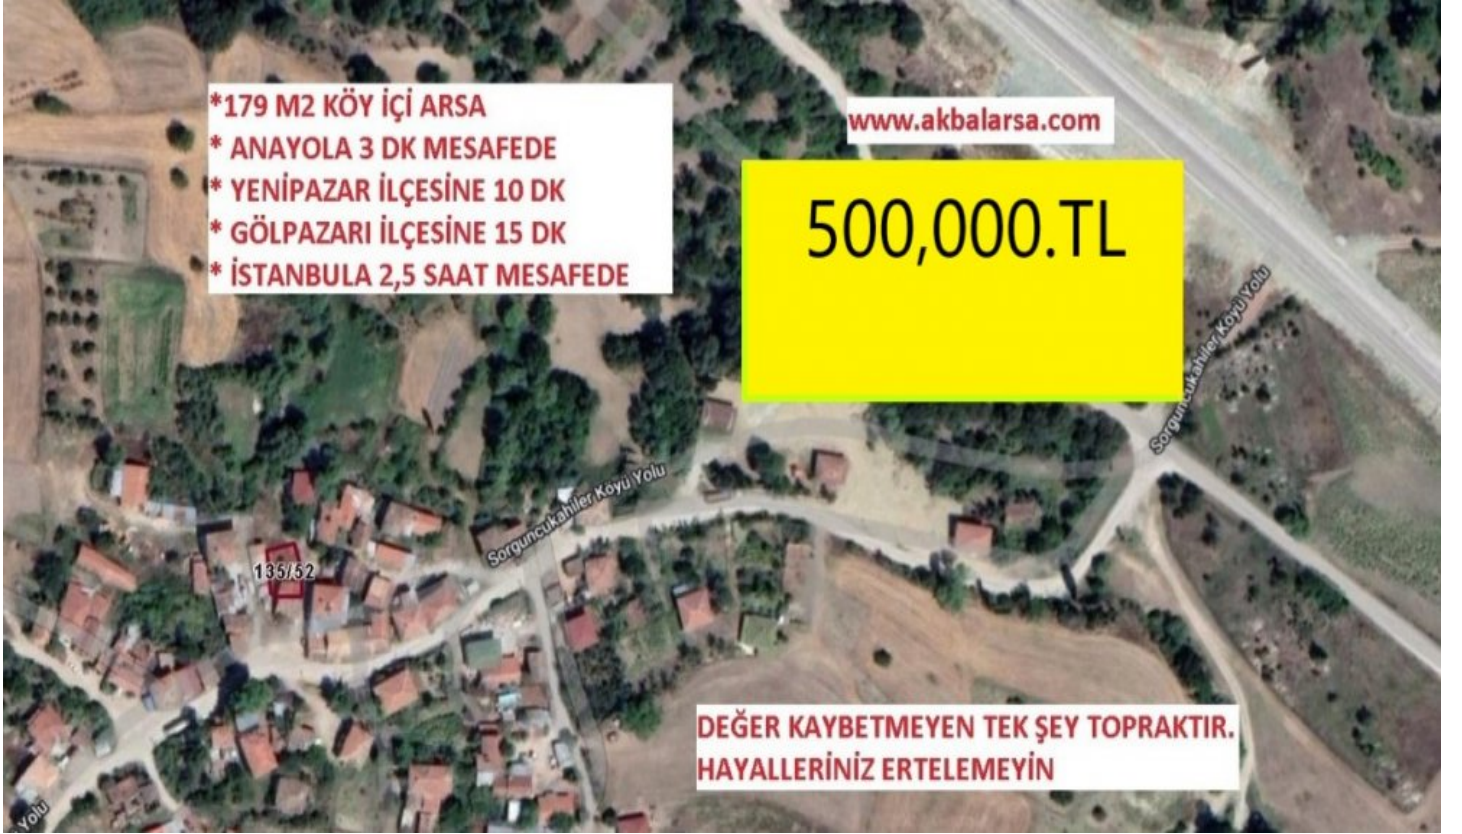 *179 M2 KÖY İÇİ ARSA
* ANAYOLA 3 DK MESAFEDE
* YENİPAZAR İLÇESİNE 10 DK
* GÖLPAZARI İLÇESİNE 15 DK
* İSTANBULA 2,5 SAAT MESAFEDE
www.akbalarsa.com
500,000.TL
Sorguncukahiler Köyü Yolu
Sorguncukahiler Köyü Yolu
135/52
DEĞER KAYBETMEYEN TEK ŞEY TOPRAKTIR.
HAYALLERİNİZ ERTELEMEYİN
Yolu